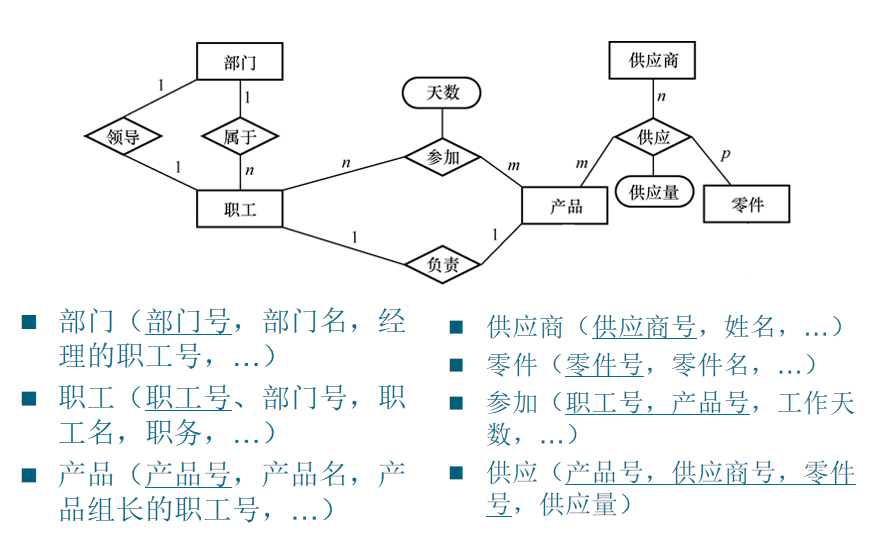 部门
供应商
1
1
天数
n
领导
属于
供应
1
n
n
参加
m
m
p
供应量
职工
产品
零件
1
1
负责
■ 部门（部门号，部门名，经
理的职工号，…）
■ 职工（职工号、部门号，职
工名，职务，…）
■ 产品（产品号，产品名，产
品组长的职工号，…）
■ 供应商（供应商号，姓名，…）
■ 零件（零件号，零件名，…）
■ 参加（职工号，产品号，工作天
数，…）
■ 供应（产品号，供应商号，零件
号，供应量）